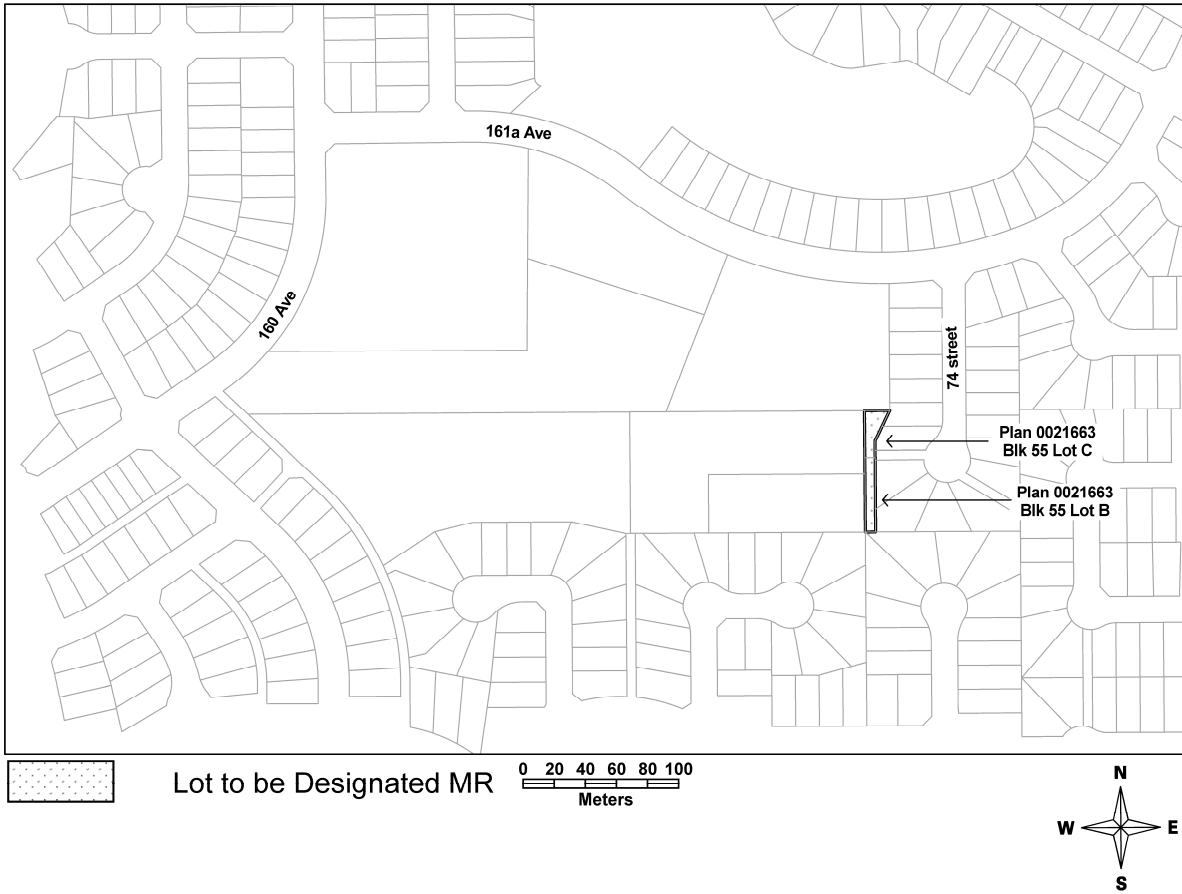 161a Ave
160 Ave
74 street
Plan 0021663
Blk 55 Lot C
Plan 0021663
Blk 55 Lot B
Lot to be Designated MR
0 20 40 60 80 100
Meters
N
W E
S